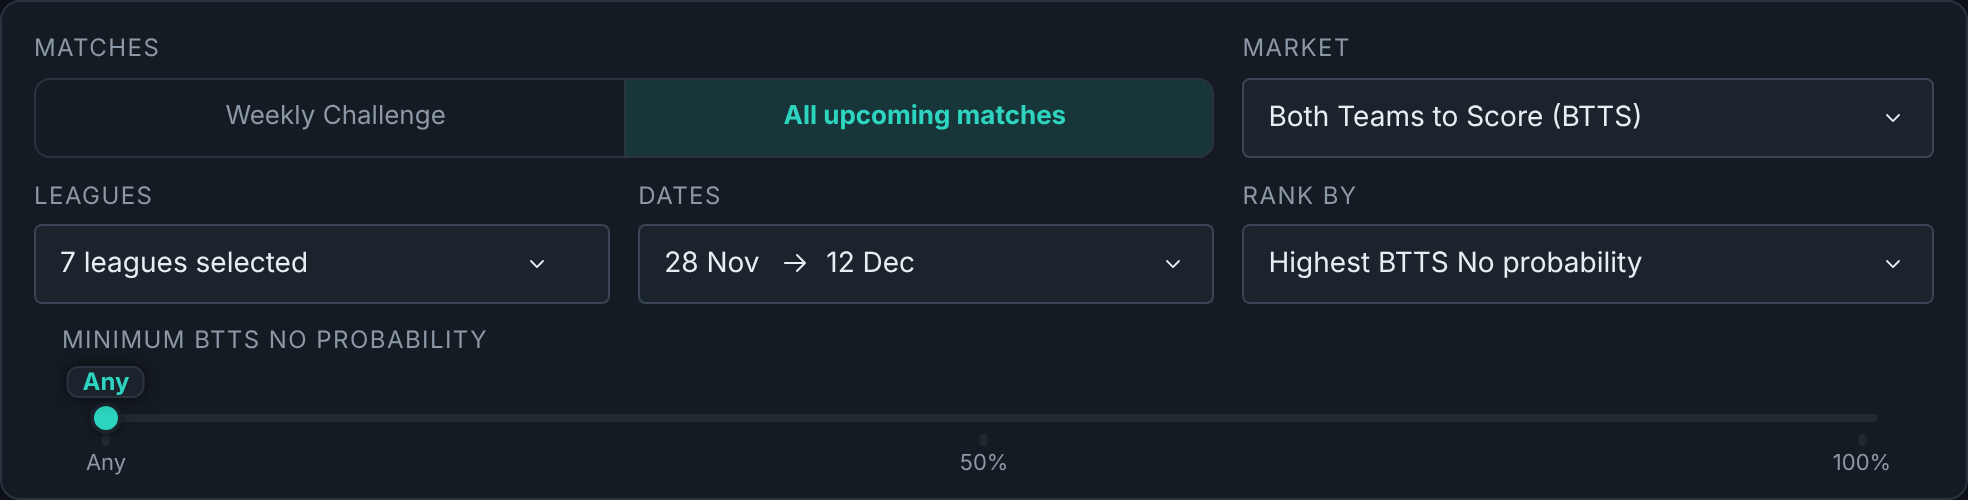 MATCHES
MARKET
Weekly Challenge
All upcoming matches
Both Teams to Score (BTTS)
LEAGUES
DATES
RANK BY
7 leagues selected
28 Nov → 12 Dec
Highest BTTS No probability
MINIMUM BTTS NO PROBABILITY
Any
Any
50%
100%